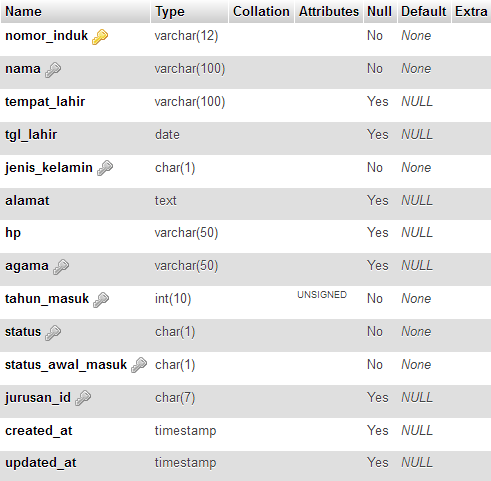 Name Type Collation Attributes Null Default Extra
nomor_induk varchar(12) No None
nama varchar(100) No None
tempat_lahir varchar(100) Yes NULL
tgl_lahir date Yes NULL
jenis_kelamin char(1) No None
alamat text Yes NULL
hp varchar(50) Yes NULL
agama varchar(50) Yes NULL
tahun_masuk int(10) UNSIGNED No None
status char(1) No None
status_awal_masuk char(1) No None
jurusan_id char(7) Yes NULL
created_at timestamp Yes NULL
updated_at timestamp Yes NULL